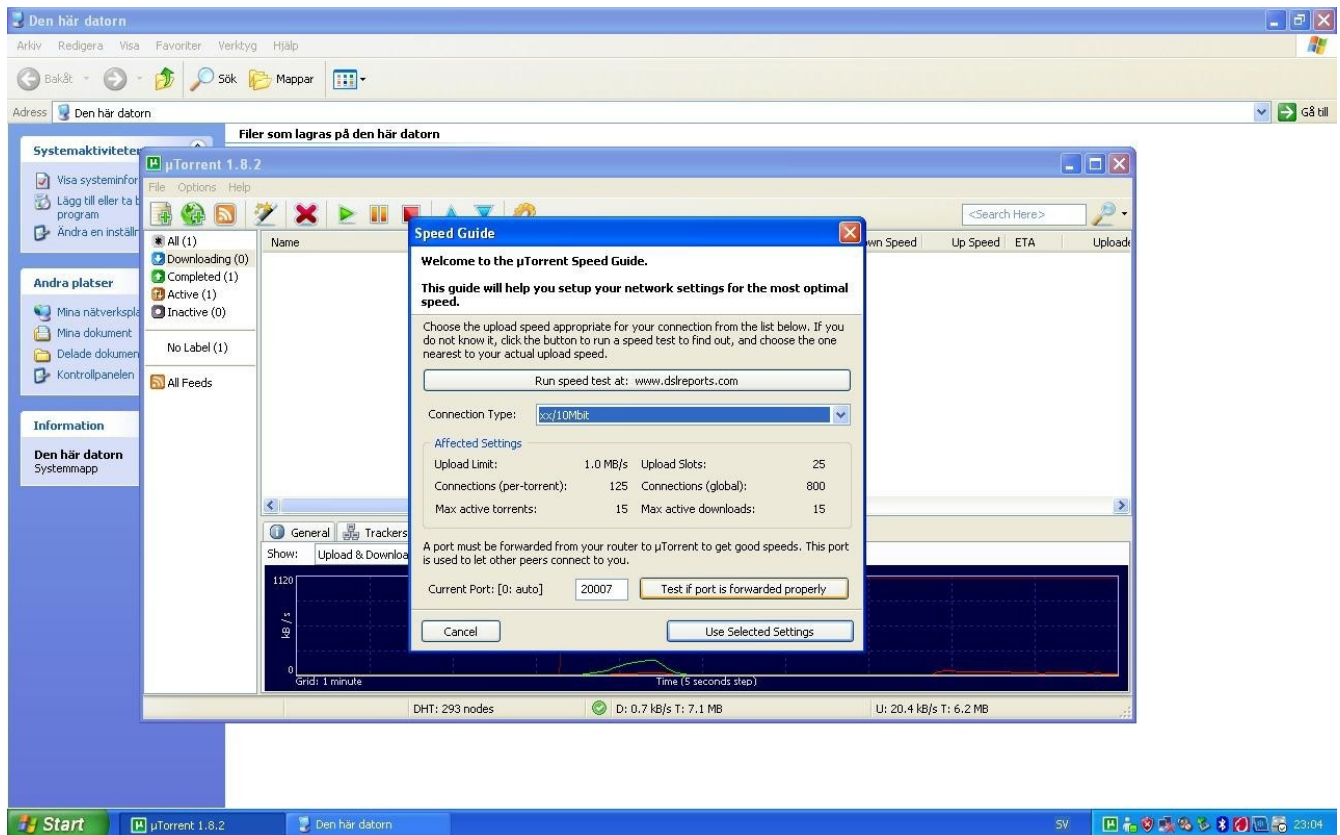 Den här datorn
Arkiv Redigera Visa Favoriter Verktyg Hjälp
Bakåt Sök Mappar
Adress Den här datorn Gå till
Filer som lagras på den här datorn
Systemaktiviteter
Visa systeminfor
Lägg till eller ta b
program
Ändra en inställn
Andra platser
Mina nätverkspla
Mina dokument
Delade dokumen
Kontrollpanelen
Information
Den här datorn
Systemmapp
µTorrent 1.8.2
File Options Help
<Search Here>
All (1)
Downloading (0)
Completed (1)
Active (1)
Inactive (0)
No Label (1)
All Feeds
Name own Speed Up Speed ETA Uploade
Speed Guide
Welcome to the µTorrent Speed Guide.
This guide will help you setup your network settings for the most optimal
speed.
Choose the upload speed appropriate for your connection from the list below. If you
do not know it, click the button to run a speed test to find out, and choose the one
nearest to your actual upload speed.
Run speed test at: www.dslreports.com
Connection Type: xx/10Mbit
Affected Settings
Upload Limit: 1.0 MB/s Upload Slots: 25
Connections (per-torrent): 125 Connections (global): 800
Max active torrents: 15 Max active downloads: 15
A port must be forwarded from your router to µTorrent to get good speeds. This port
is used to let other peers connect to you.
Current Port: [0: auto] 20007 Test if port is forwarded properly
Cancel Use Selected Settings
General Trackers
Show: Upload & Downloa
1120
kB / s
0
Grid: 1 minute Time (5 seconds step)
DHT: 293 nodes D: 0.7 kB/s T: 7.1 MB U: 20.4 kB/s T: 6.2 MB
Start µTorrent 1.8.2 Den här datorn SV 23:04